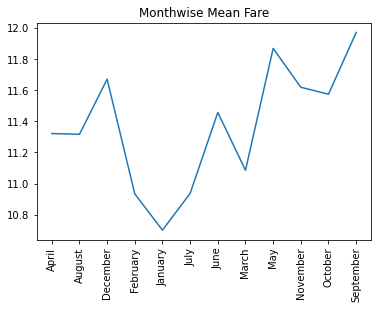 Monthwise Mean Fare
12.0
11.8
11.6
11.4
11.2
11.0
10.8
April
August
December
February
January
July
June
March
May
November
October
September